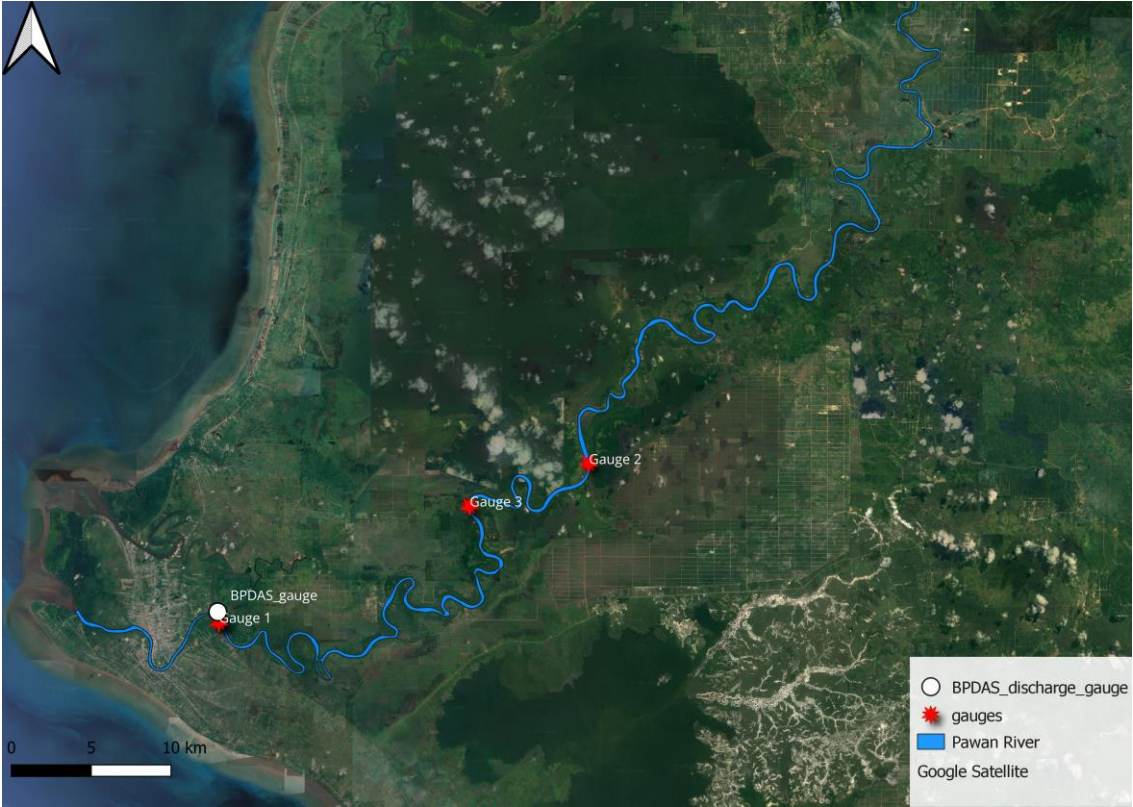 Gauge 2
Gauge 3
BPDAS_gauge
Gauge 1
0 5 10 km
BPDAS_discharge_gauge
gauges
Pawan River
Google Satellite